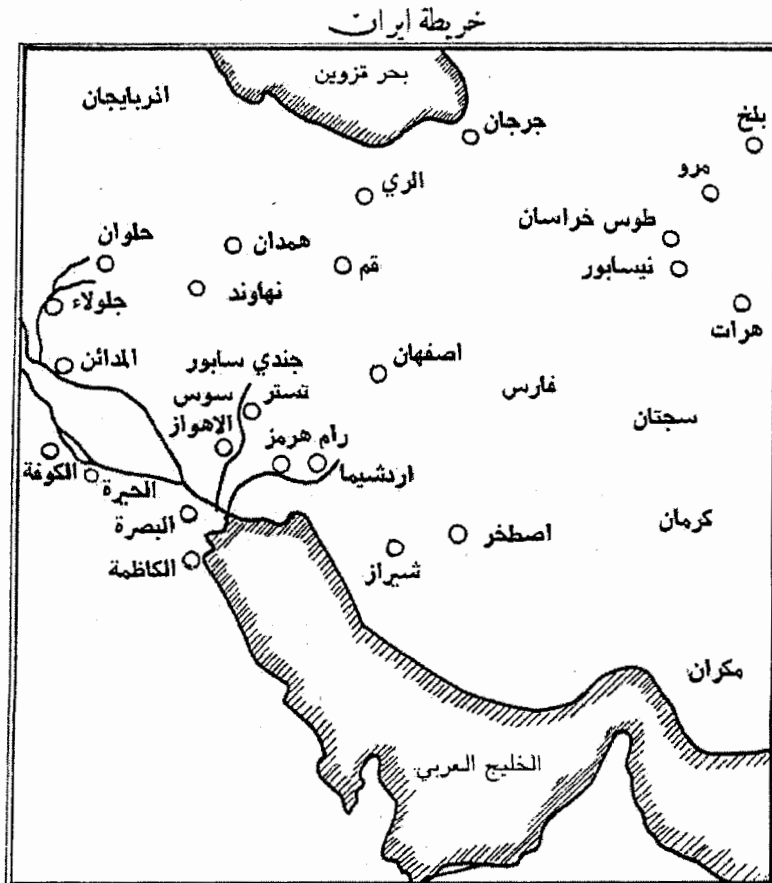 خريطة ايران
بحر قزوين
اذربايجان
جرجان
بلخ
مرو
الري
طوس خراسان
حلوان
همدان
قم
نيسابور
نهاوند
جلولاء
هرات
المدائن
جندي سابور
اصفهان
فارس
سجتان
سوس
تستر
الاهواز
رام هرمز
اردشيما
الكوفة
الحيرة
البصرة
اصطخر
كرمان
الكاظمة
شيراز
مكران
الخليج العربي